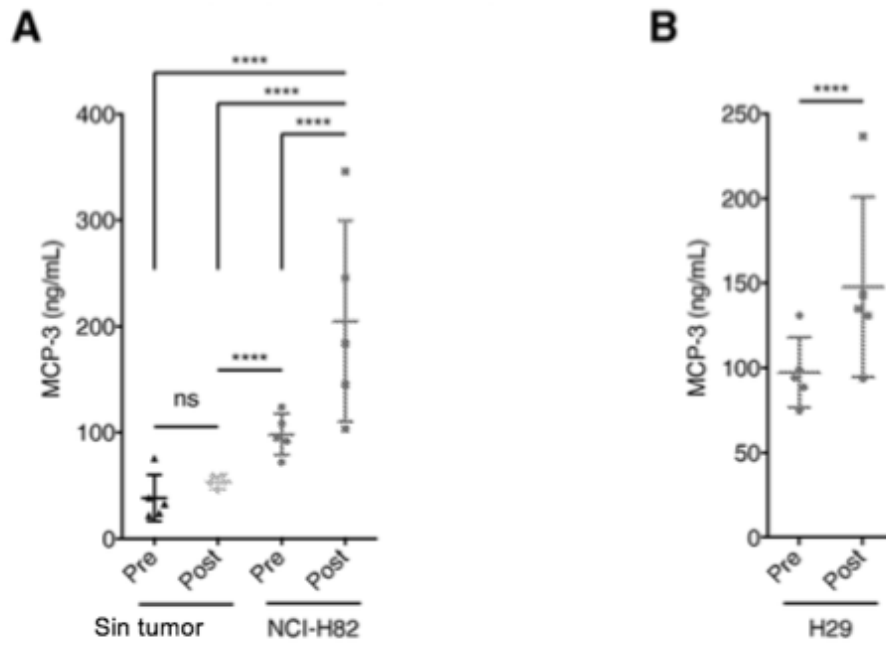 A
****
****
****
400
300
200
100
0
MCP-3 (ng/mL)
****
ns
Pre
Post
Pre
Post
Sin tumor
NCI-H82
B
****
250
200
150
100
50
0
MCP-3 (ng/mL)
Pre
Post
H29